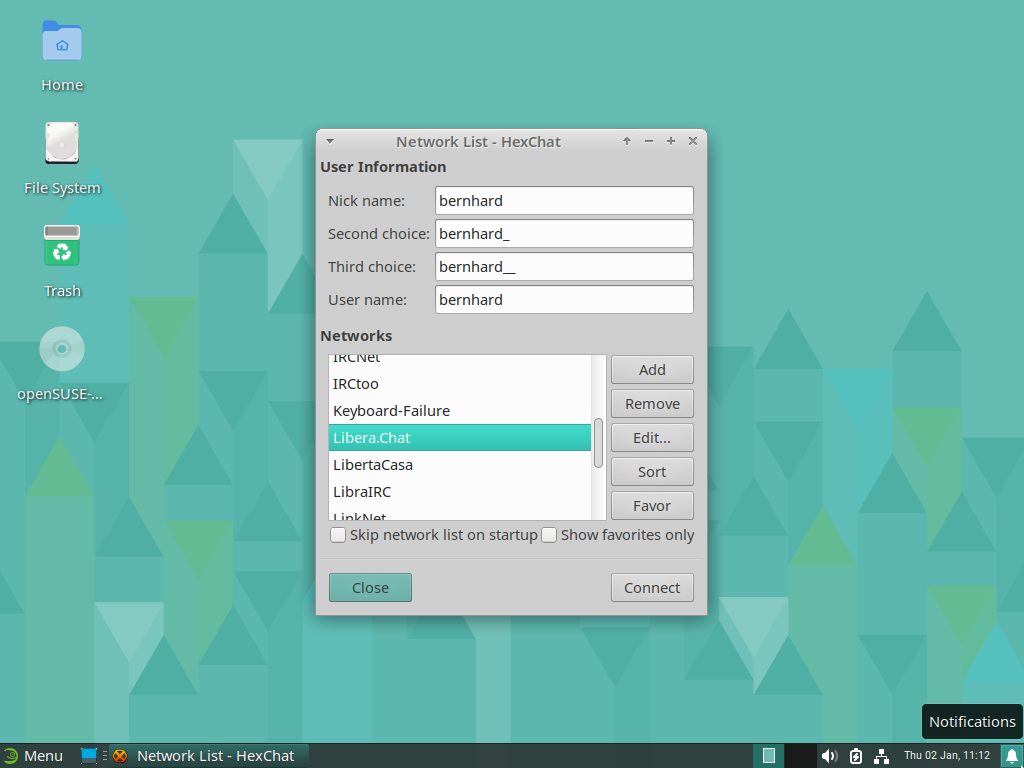 Home
File System
Trash
openSUSE-...
Network List - HexChat
User Information
Nick name: bernhard
Second choice: bernhard_
Third choice: bernhard__
User name: bernhard
Networks
IRCNet
IRCtoo
Keyboard-Failure
Libera.Chat
LibertaCasa
LibraIRC
LinkNet
Add
Remove
Edit...
Sort
Favor
Skip network list on startup Show favorites only
Close Connect
Notifications
Menu Network List - HexChat Thu 02 Jan, 11:12